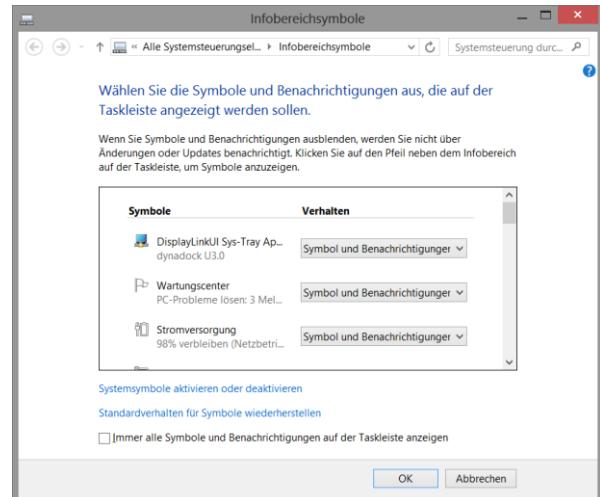 Infobereichsymbole
« Alle Systemsteuerungsel... Infobereichsymbole
Systemsteuerung durc...
Wählen Sie die Symbole und Benachrichtigungen aus, die auf der
Taskleiste angezeigt werden sollen.
Wenn Sie Symbole und Benachrichtigungen ausblenden, werden Sie nicht über
Änderungen oder Updates benachrichtigt. Klicken Sie auf den Pfeil neben dem Infobereich
auf der Taskleiste, um Symbole anzuzeigen.
Symbole Verhalten
DisplayLinkUI Sys-Tray Ap...
dynadock U3.0
Symbol und Benachrichtigunger
Wartungscenter
PC-Probleme lösen: 3 Mel...
Symbol und Benachrichtigunger
Stromversorgung
98% verbleiben (Netzbetri...
Symbol und Benachrichtigunger
Systemsymbole aktivieren oder deaktivieren
Standardverhalten für Symbole wiederherstellen
Immer alle Symbole und Benachrichtigungen auf der Taskleiste anzeigen
OK Abbrechen